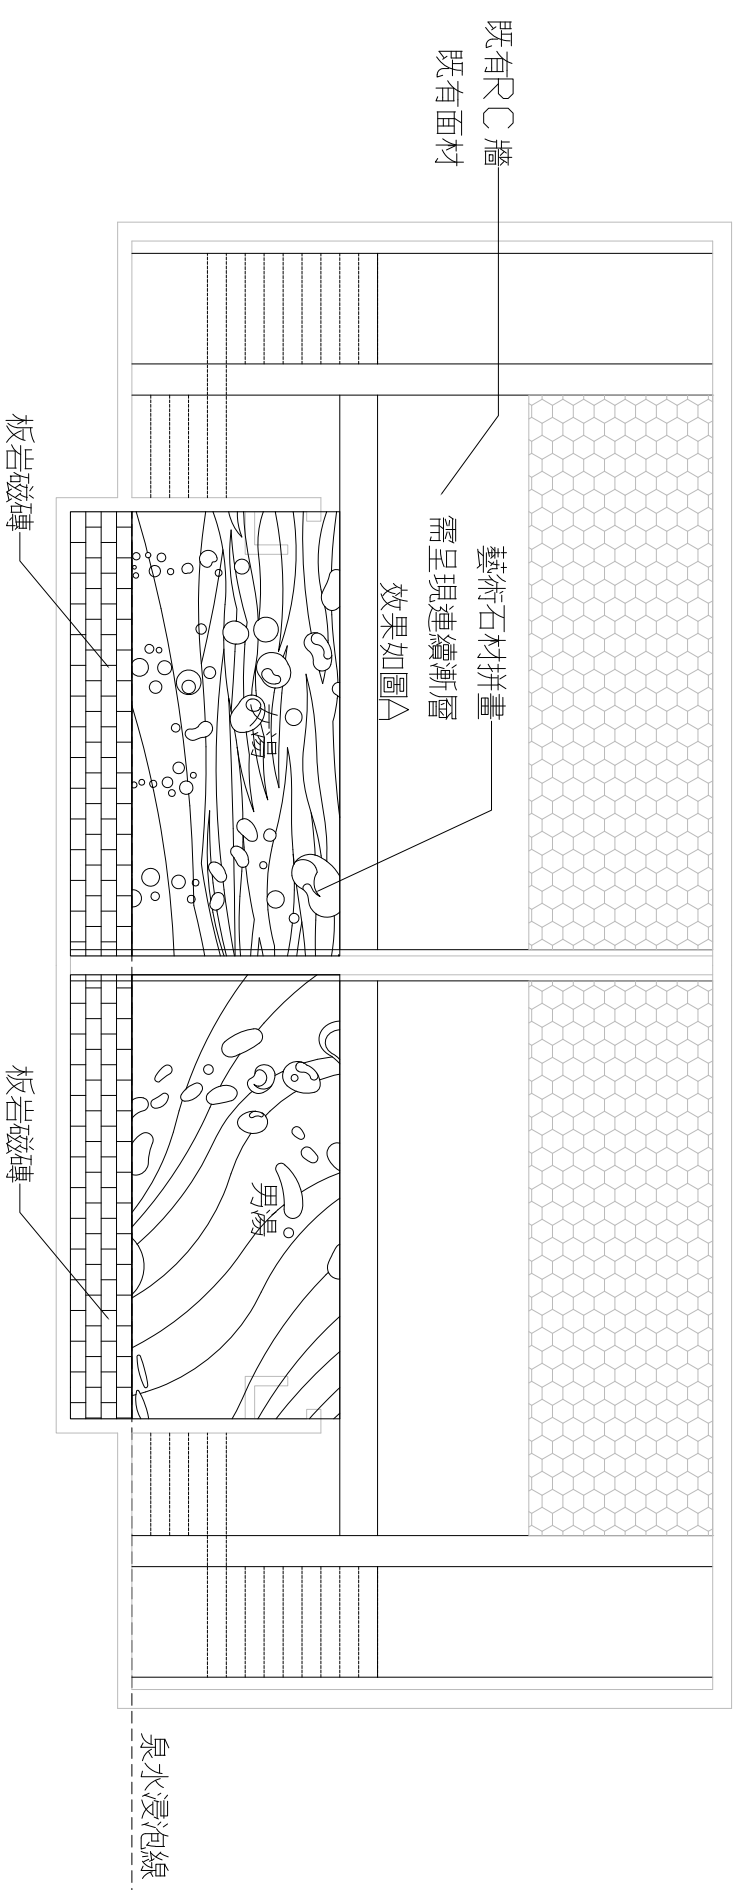 既有RC 牆
既有面材
藝術石材拼畫
需呈現連續漸層
效果如圖A
板岩磁磚
女湯
板岩磁磚
男湯
泉水浸泡線